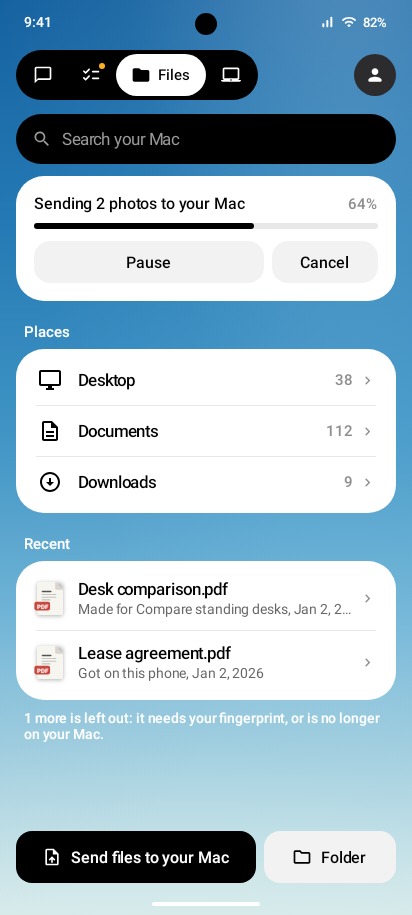 9:41
82%
Files
Search your Mac
Sending 2 photos to your Mac
64%
Pause
Cancel
Places
Desktop
38
Documents
112
Downloads
9
Recent
PDF
Desk comparison.pdf
Made for Compare standing desks, Jan 2, 2…
PDF
Lease agreement.pdf
Got on this phone, Jan 2, 2026
1 more is left out: it needs your fingerprint, or is no longer
on your Mac.
Send files to your Mac
Folder